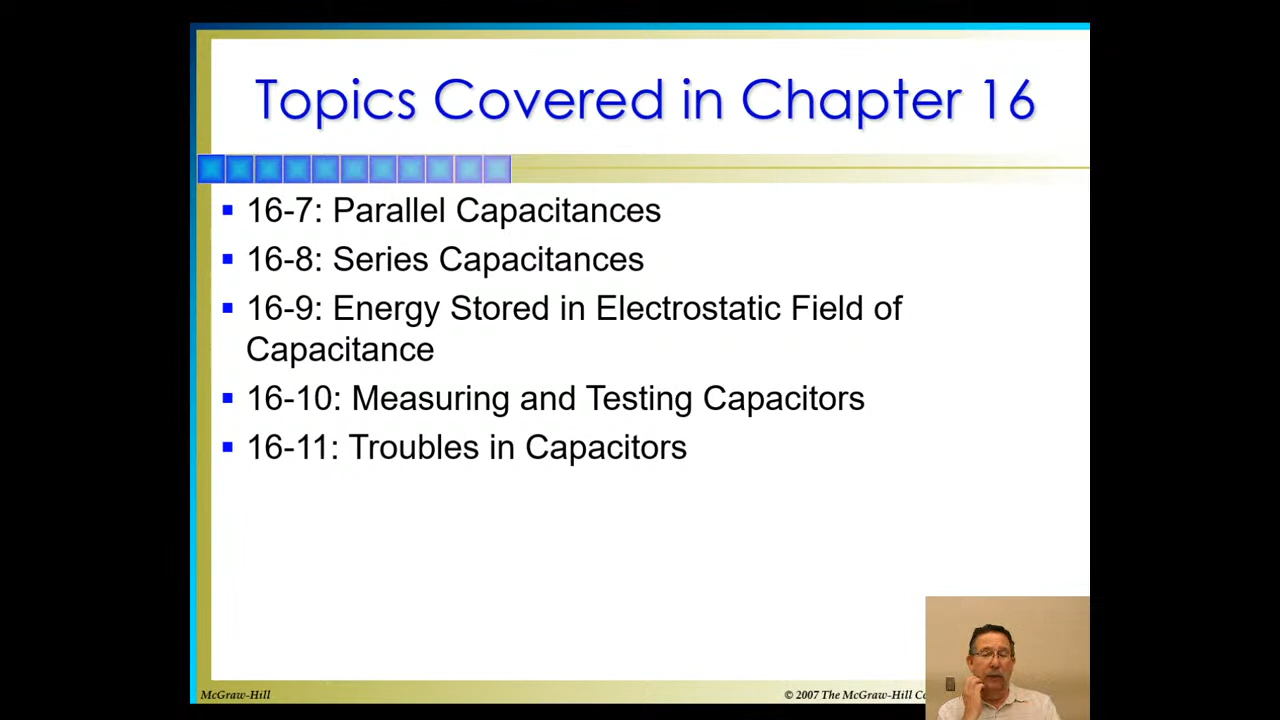 Topics Covered in Chapter 16
16-7: Parallel Capacitances
16-8: Series Capacitances
16-9: Energy Stored in Electrostatic Field of
Capacitance
16-10: Measuring and Testing Capacitors
16-11: Troubles in Capacitors
McGraw-Hill
© 2007 The McGraw-Hill